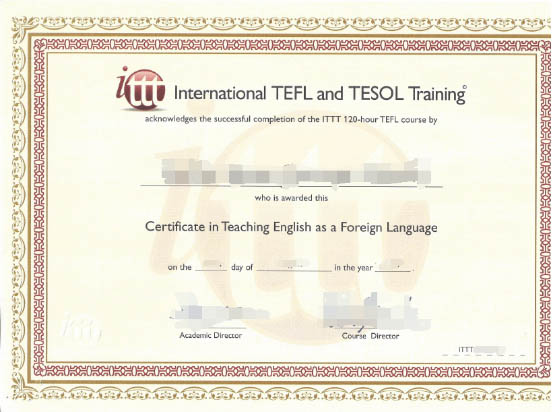 ittt International TEFL and TESOL Training
acknowledges the successful completion of the ITTT 120-hour TEFL course by
who is awarded this
Certificate in Teaching English as a Foreign Language
on the day of in the year
Academic Director Course Director
ITTT